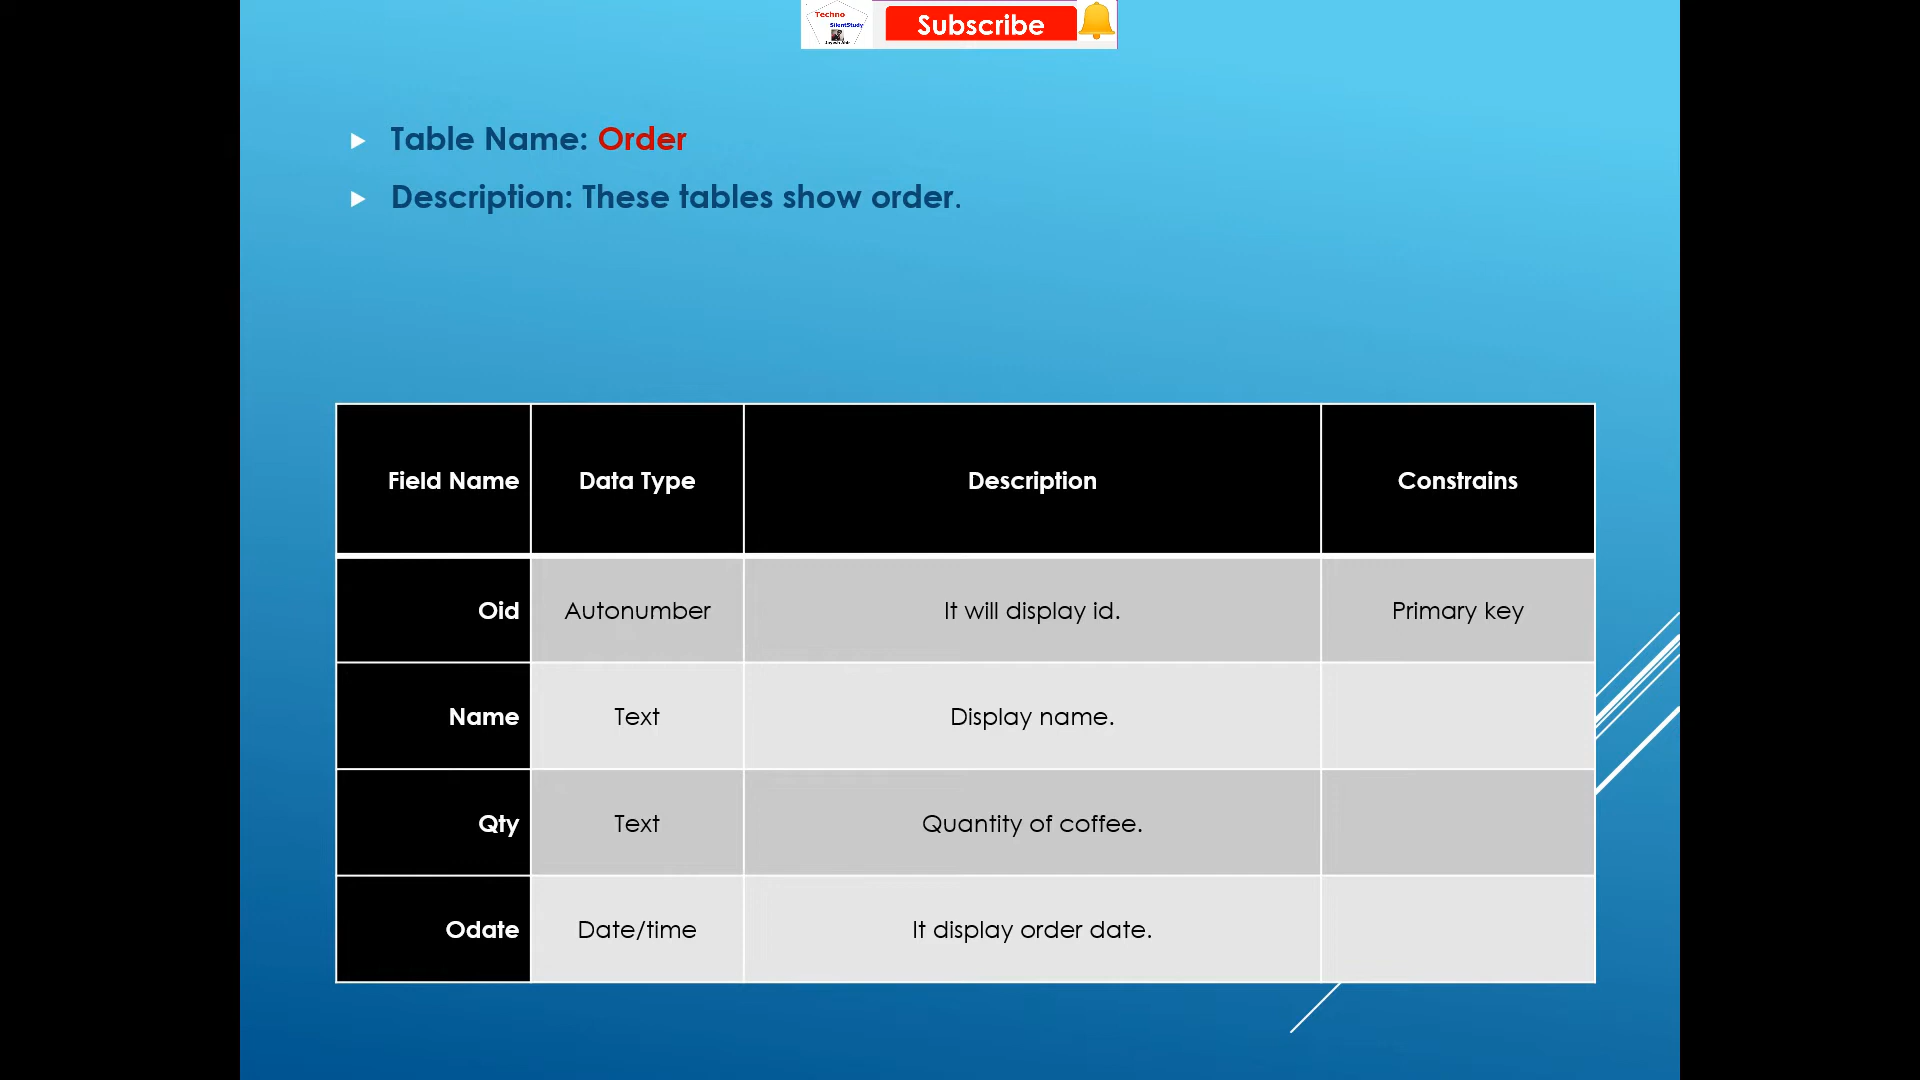 Techno
SilentStudy
Subscribe
Table Name: Order
Description: These tables show order.
Field Name Data Type Description Constrains
Oid Autonumber It will display id. Primary key
Name Text Display name.
Qty Text Quantity of coffee.
Odate Date/time It display order date.